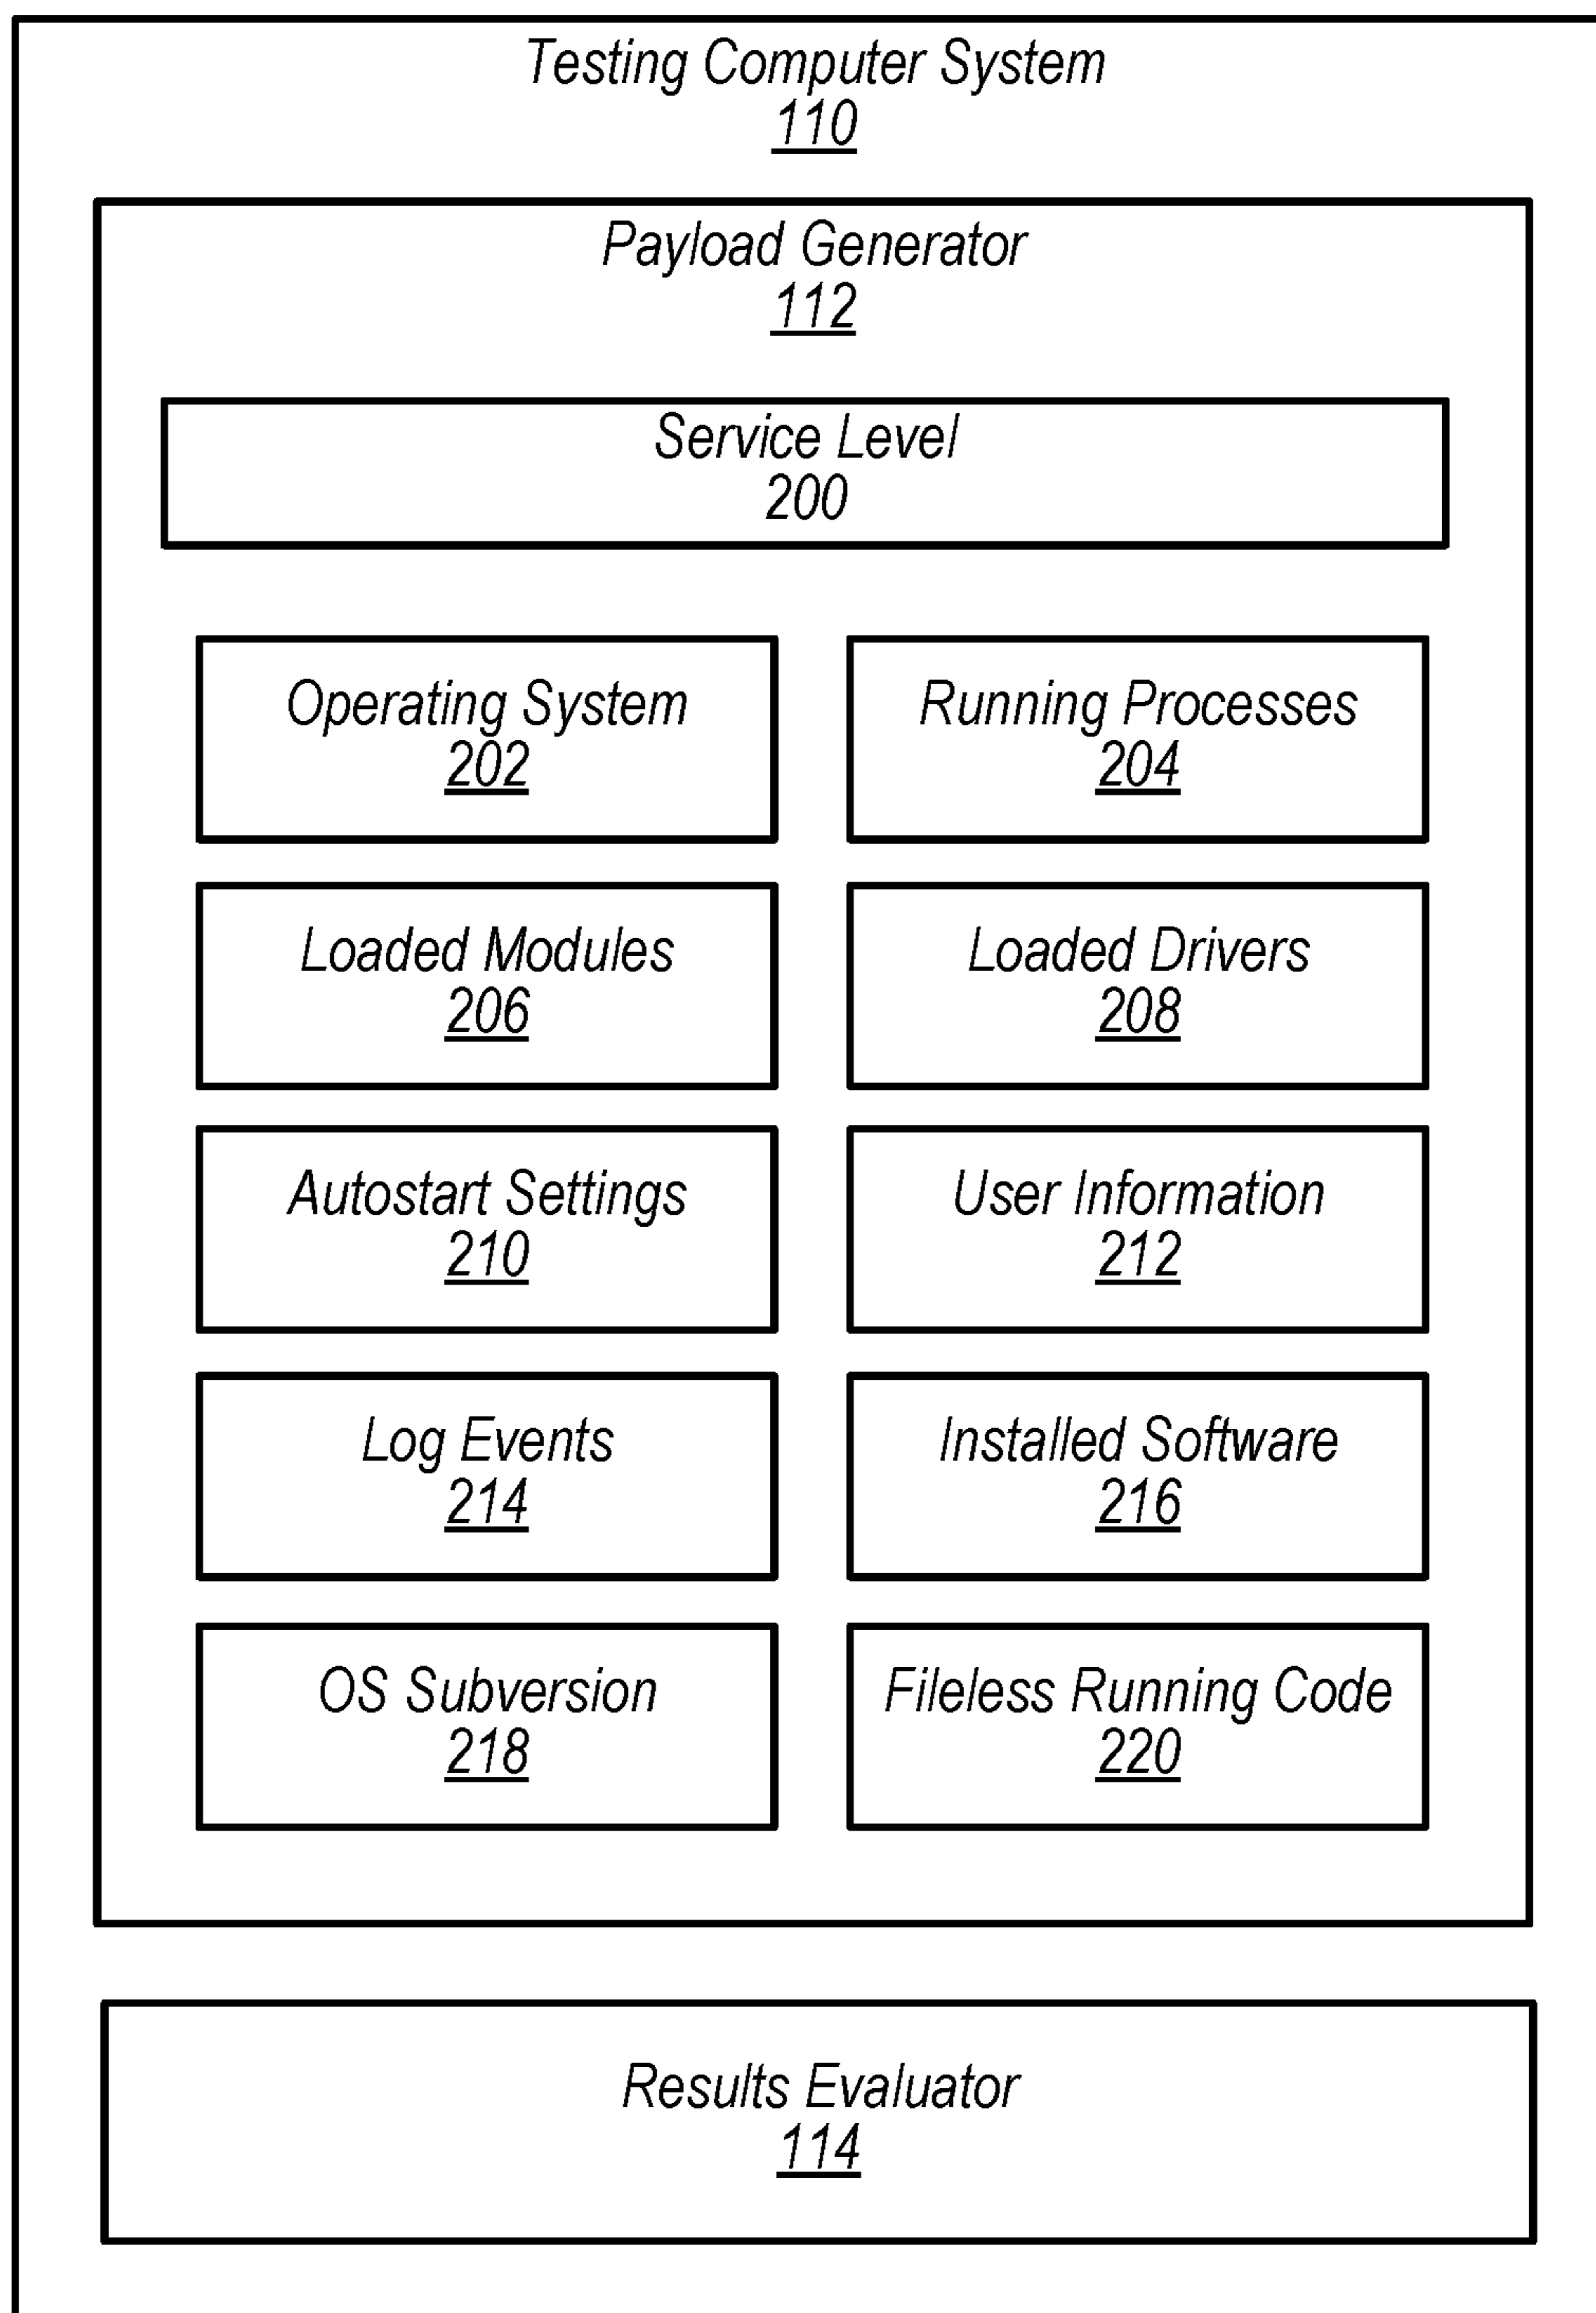 Testing Computer System
110
Payload Generator
112
Service Level
200
Operating System
202
Running Processes
204
Loaded Modules
206
Loaded Drivers
208
Autostart Settings
210
User Information
212
Log Events
214
Installed Software
216
OS Subversion
218
Fileless Running Code
220
Results Evaluator
114